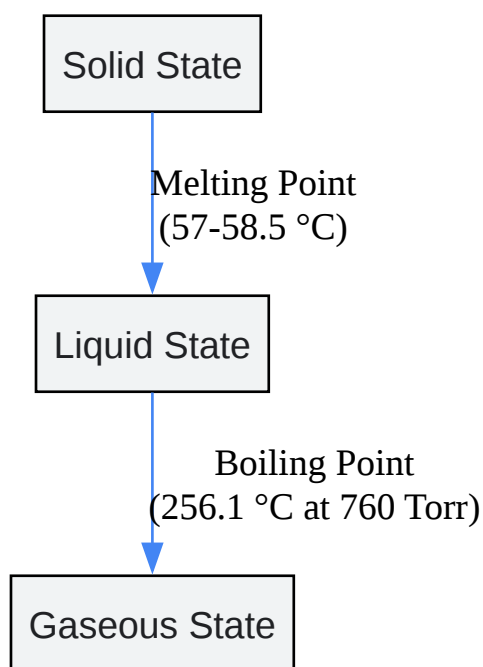 Solid State
Melting Point
(57-58.5 °C)
Liquid State
Boiling Point
(256.1 °C at 760 Torr)
Gaseous State